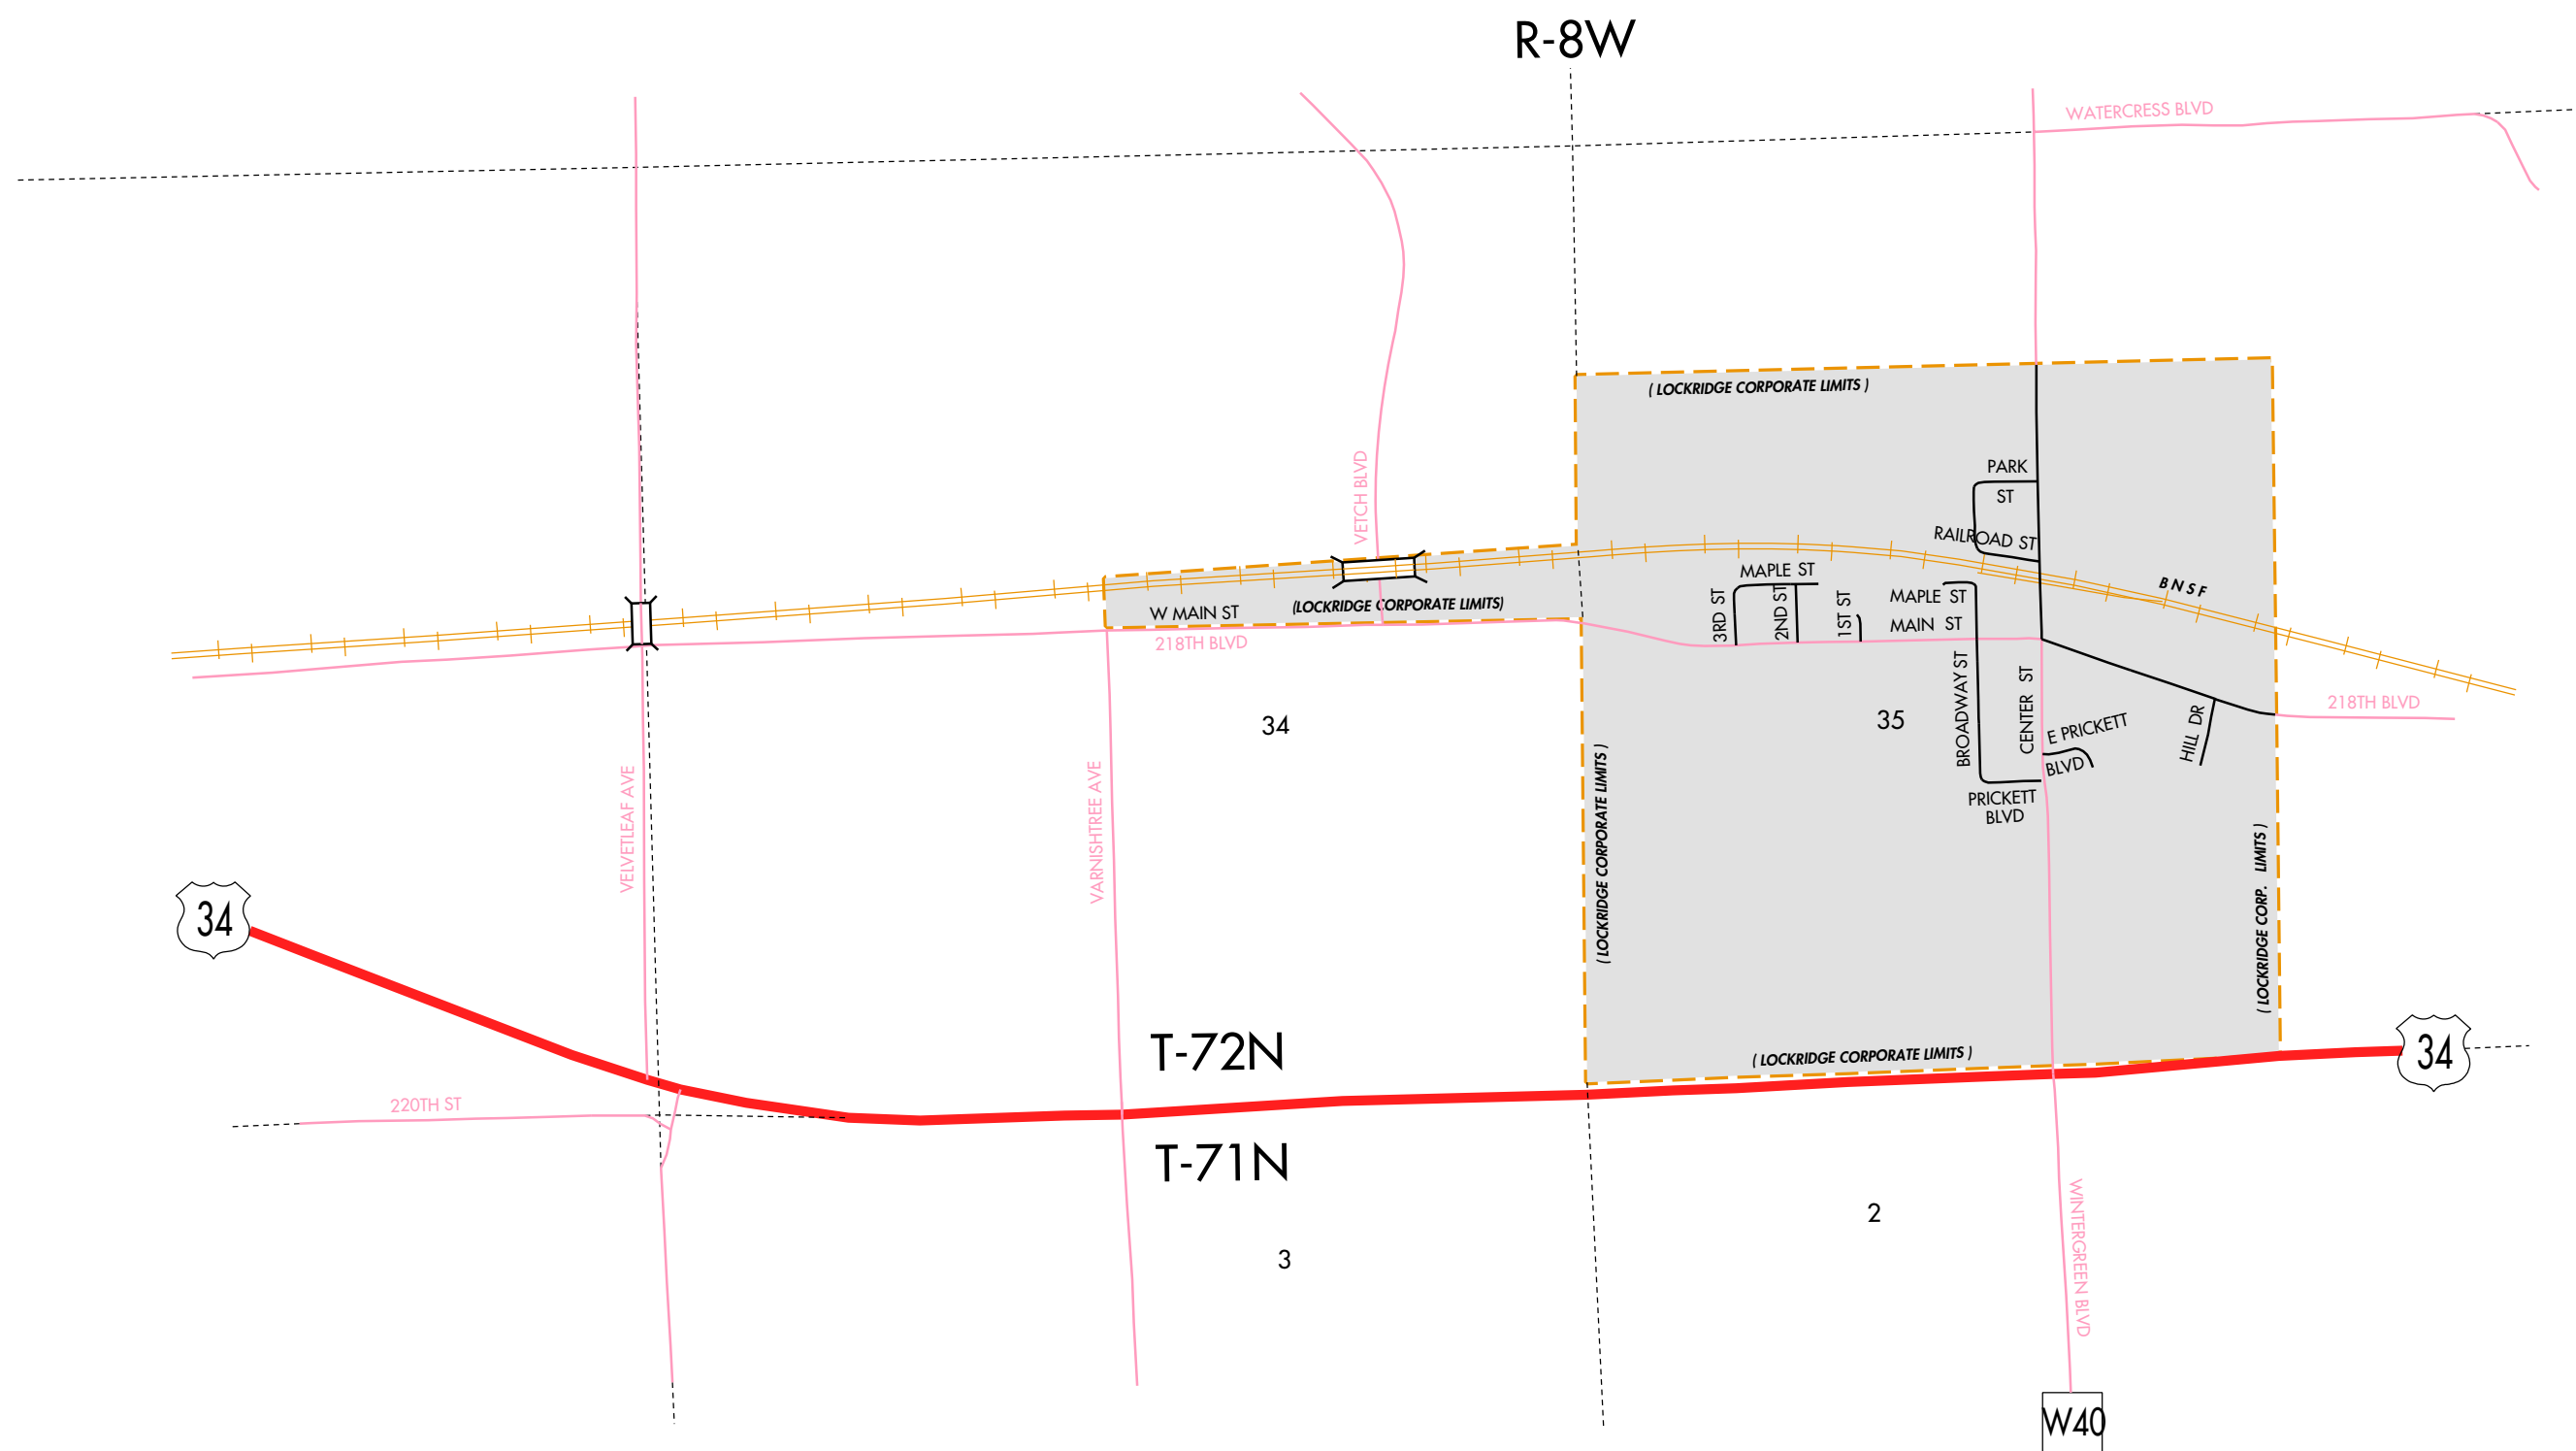 R-8W
WATERCRESS BLVD
( LOCKRIDGE CORPORATE LIMITS )
VETCH BLVD
PARK
ST
RAILROAD ST
BNSF
MAPLE ST
3RD ST
2ND ST
1ST ST
MAPLE ST
MAIN ST
W MAIN ST
(LOCKRIDGE CORPORATE LIMITS)
218TH BLVD
34
35
BROADWAY ST
CENTER ST
E PRICKETT
BLVD
HILL DR
218TH BLVD
PRICKETT
BLVD
VELVETLEAF AVE
VARNISHTREE AVE
( LOCKRIDGE CORPORATE LIMITS )
( LOCKRIDGE CORP. LIMITS )
34
T-72N
( LOCKRIDGE CORPORATE LIMITS )
34
220TH ST
T-71N
3
2
WINTERGREEN BLVD
W40